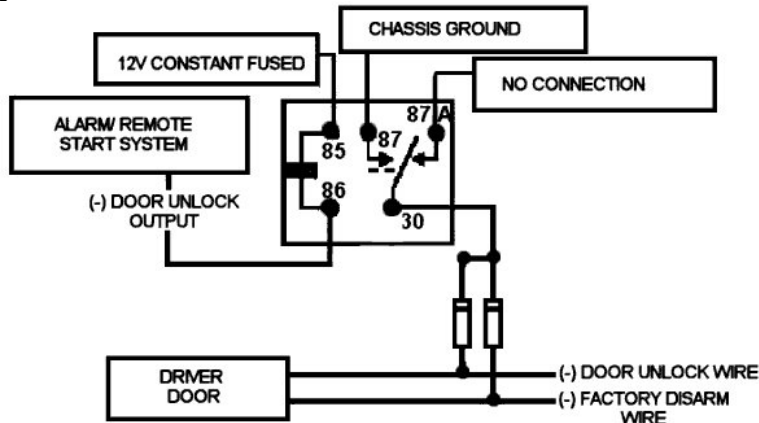 CHASSIS GROUND
12V CONSTANT FUSED
NO CONNECTION
ALARM/ REMOTE
START SYSTEM
87 A
87
85
86
30
(-) DOOR UNLOCK
OUTPUT
DRIVER
DOOR
(-) DOOR UNLOCK WIRE
(-) FACTORY DISARM
WIRE